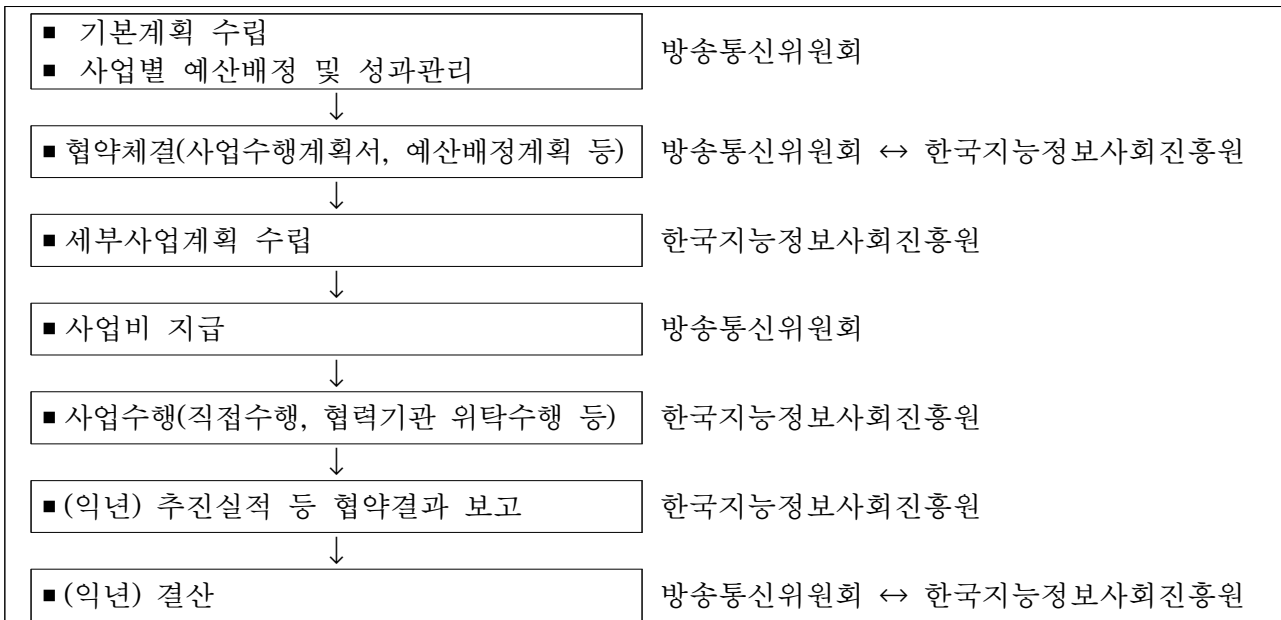 ▪ 기본계획 수립
▪ 사업별 예산배정 및 성과관리
방송통신위원회
↓
▪ 협약체결(사업수행계획서, 예산배정계획 등) 방송통신위원회 ↔ 한국지능정보사회진흥원
↓
▪ 세부사업계획 수립 한국지능정보사회진흥원
↓
▪ 사업비 지급 방송통신위원회
↓
▪ 사업수행(직접수행, 협력기관 위탁수행 등) 한국지능정보사회진흥원
↓
▪ (익년) 추진실적 등 협약결과 보고 한국지능정보사회진흥원
↓
▪ (익년) 결산 방송통신위원회 ↔ 한국지능정보사회진흥원